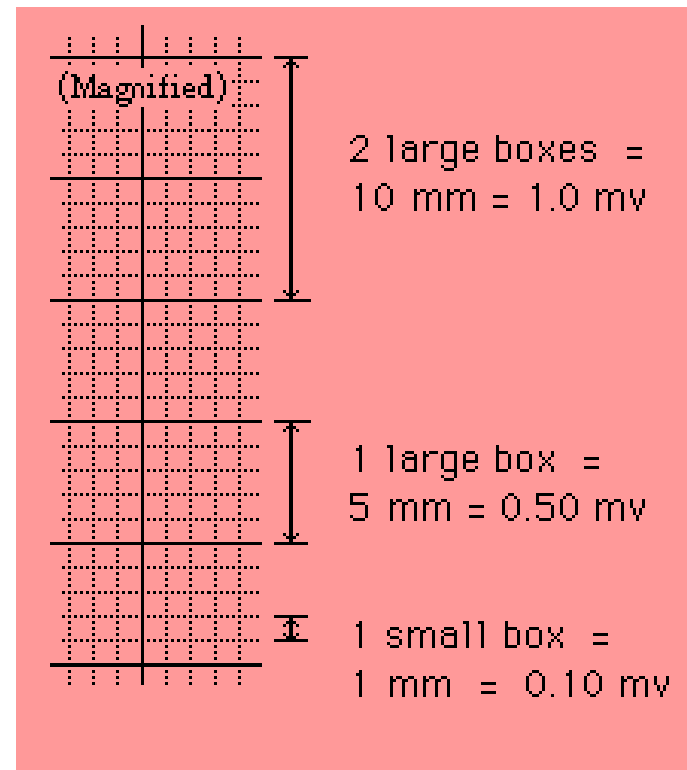 (Magnified)
2 large boxes =
10 mm = 1.0 mv
1 large box =
5 mm = 0.50 mv
1 small box =
1 mm = 0.10 mv